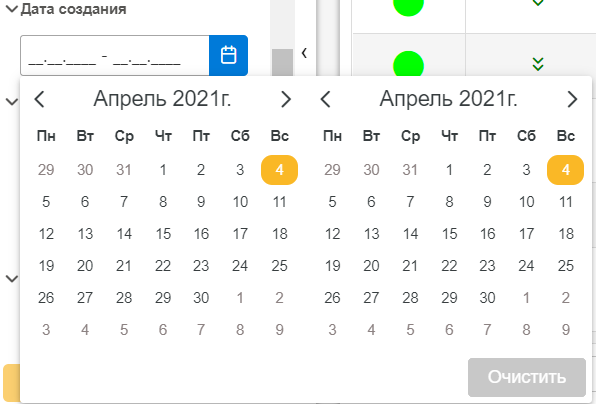 Дата создания
__.__.____ - __.__.____
Апрель 2021г.
Пн Вт Ср Чт Пт Сб Вс
29 30 31 1 2 3 4
5 6 7 8 9 10 11
12 13 14 15 16 17 18
19 20 21 22 23 24 25
26 27 28 29 30 1 2
3 4 5 6 7 8 9
Апрель 2021г.
Пн Вт Ср Чт Пт Сб Вс
29 30 31 1 2 3 4
5 6 7 8 9 10 11
12 13 14 15 16 17 18
19 20 21 22 23 24 25
26 27 28 29 30 1 2
3 4 5 6 7 8 9
Очистить